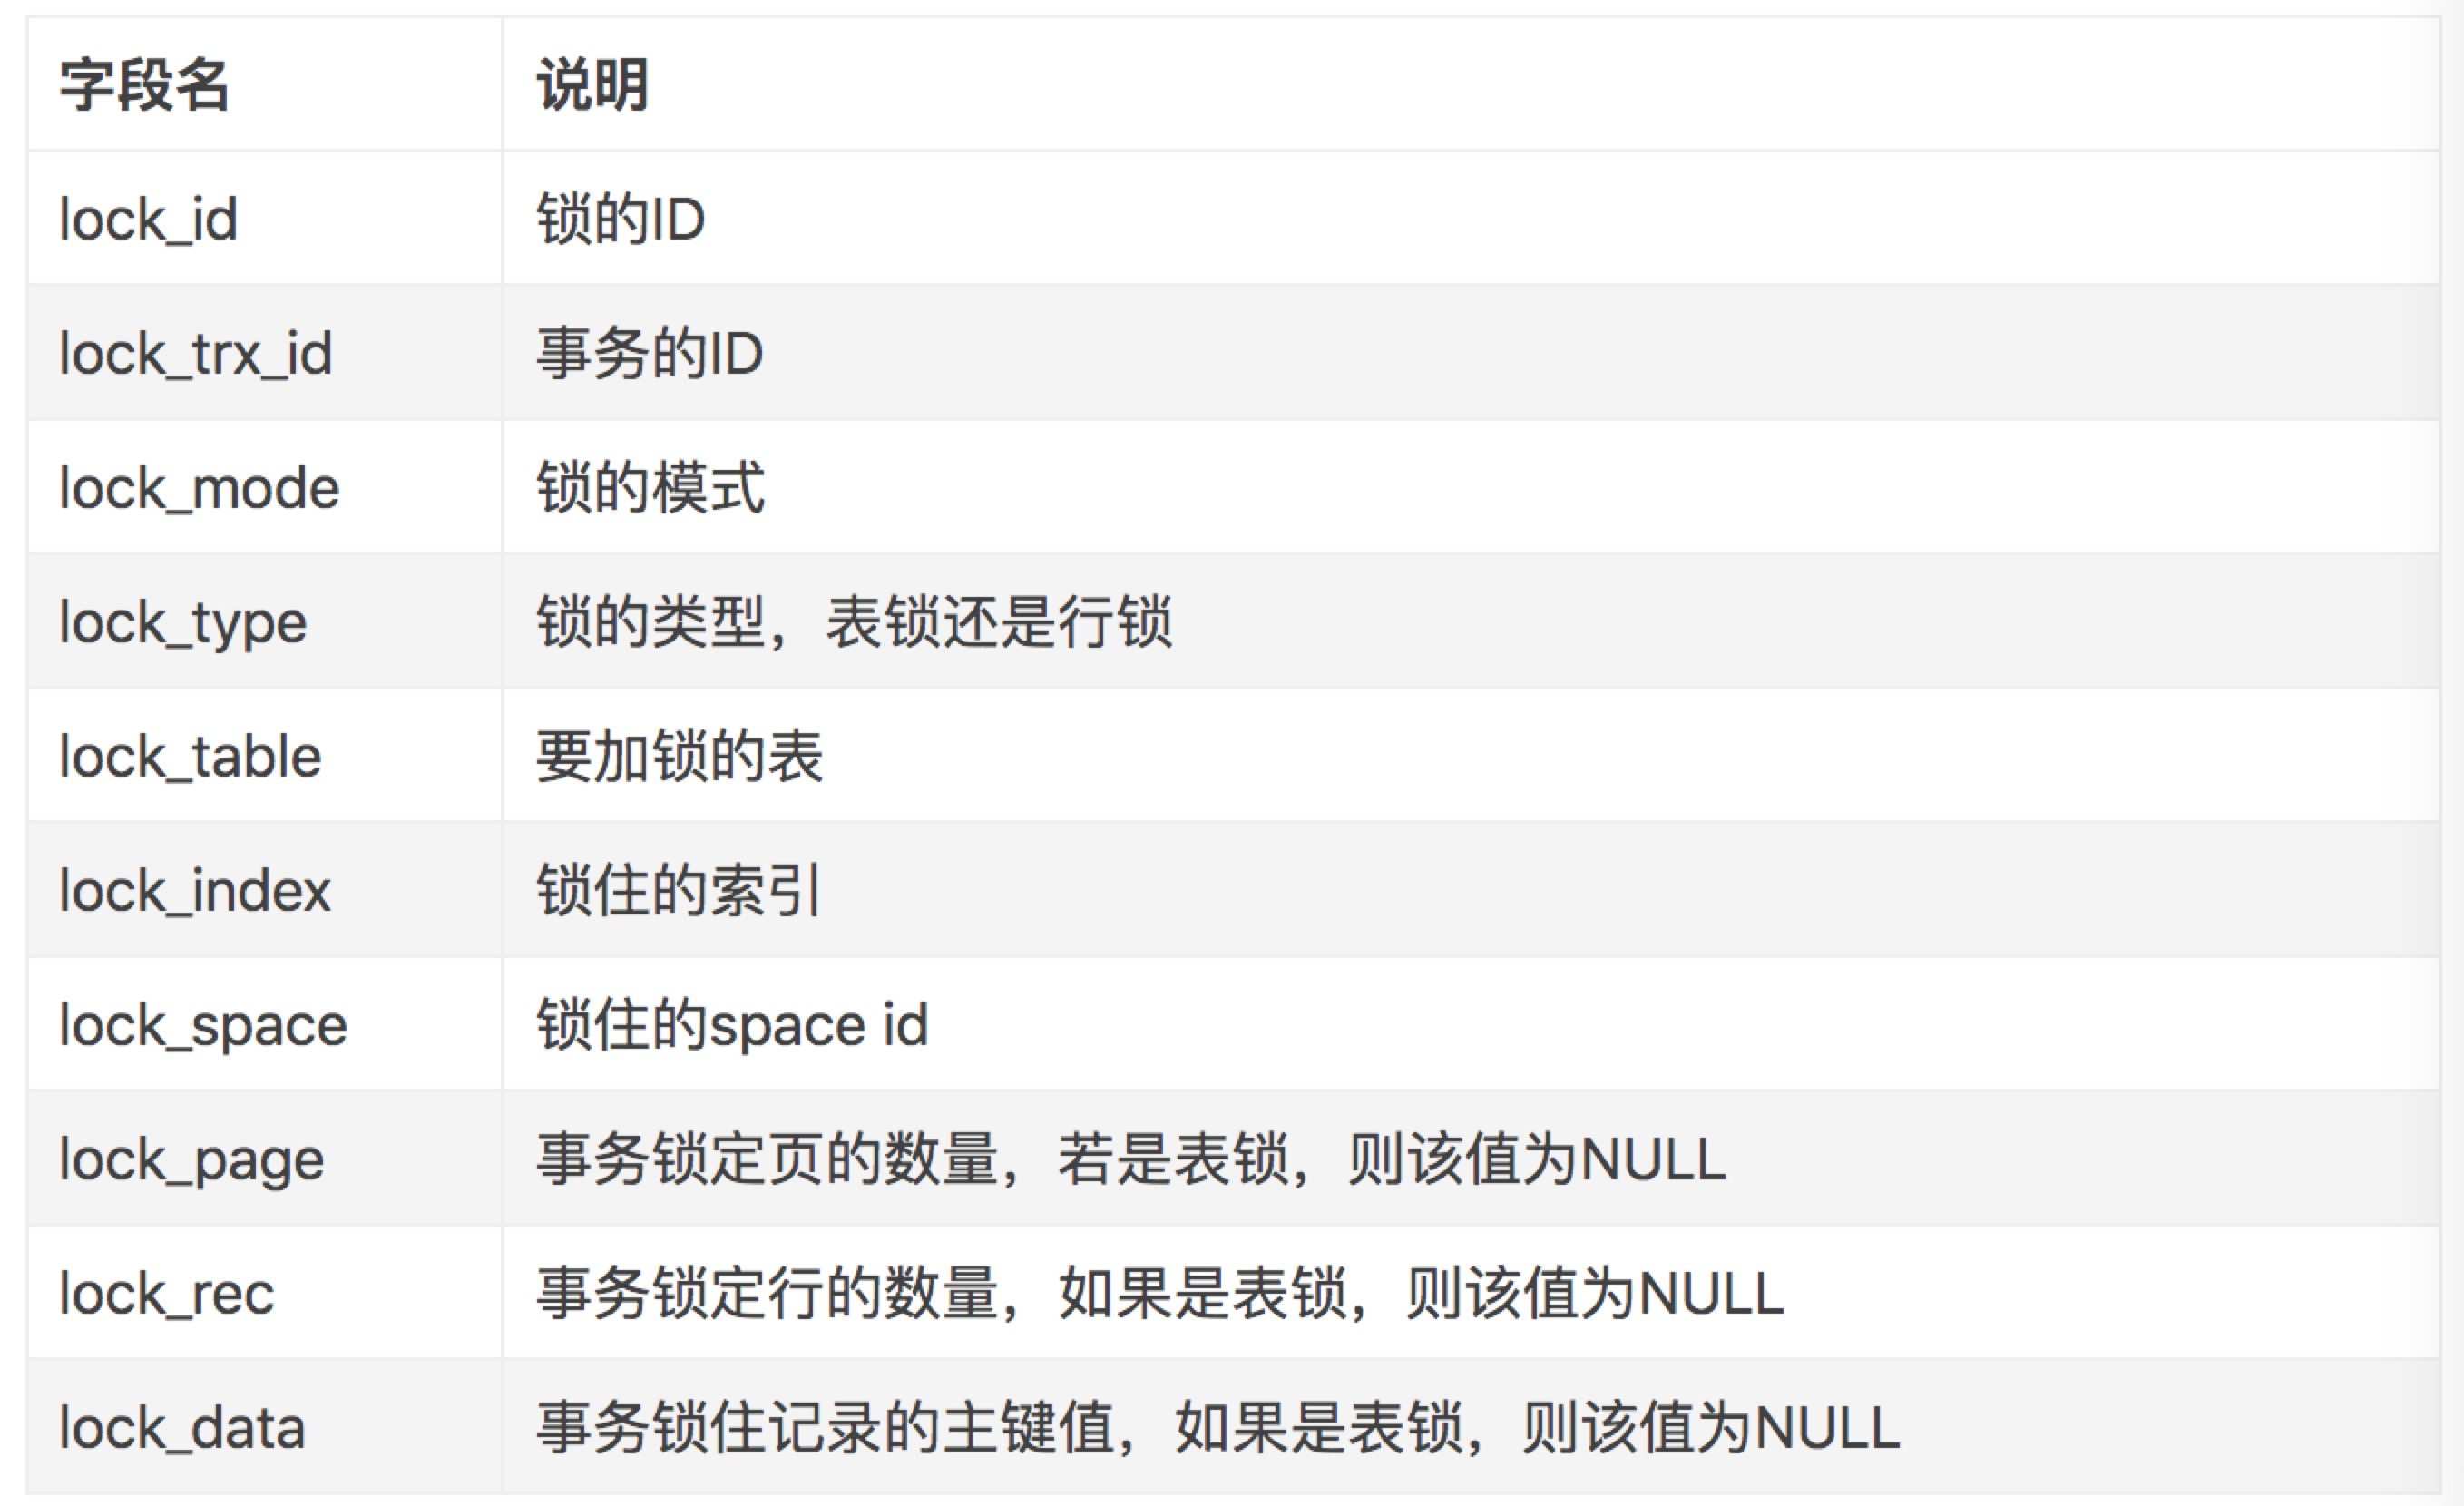 字段名 说明
lock_id 锁的ID
lock_trx_id 事务的ID
lock_mode 锁的模式
lock_type 锁的类型，表锁还是行锁
lock_table 要加锁的表
lock_index 锁住的索引
lock_space 锁住的space id
lock_page 事务锁定页的数量，若是表锁，则该值为NULL
lock_rec 事务锁定行的数量，如果是表锁，则该值为NULL
lock_data 事务锁住记录的主键值，如果是表锁，则该值为NULL